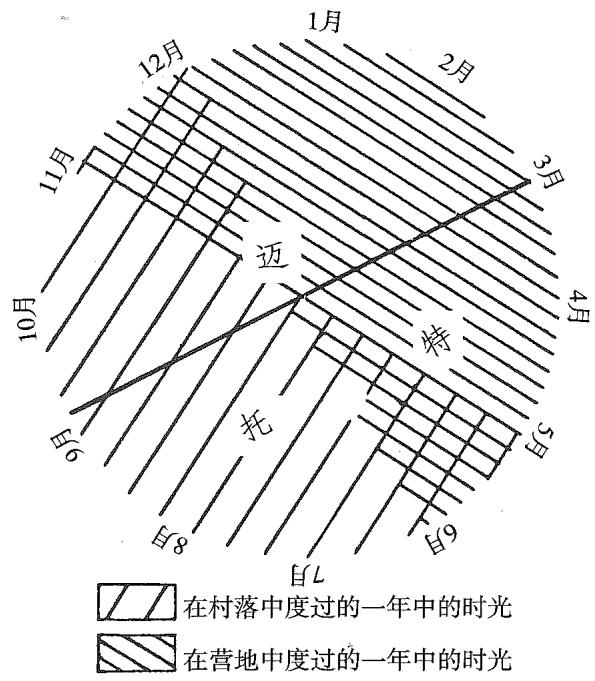 1月
2月
3月
4月
5月
6月
7月
8月
9月
10月
11月
12月
迈
特
托
在村落中度过的一年中的时光
在营地中度过的一年中的时光